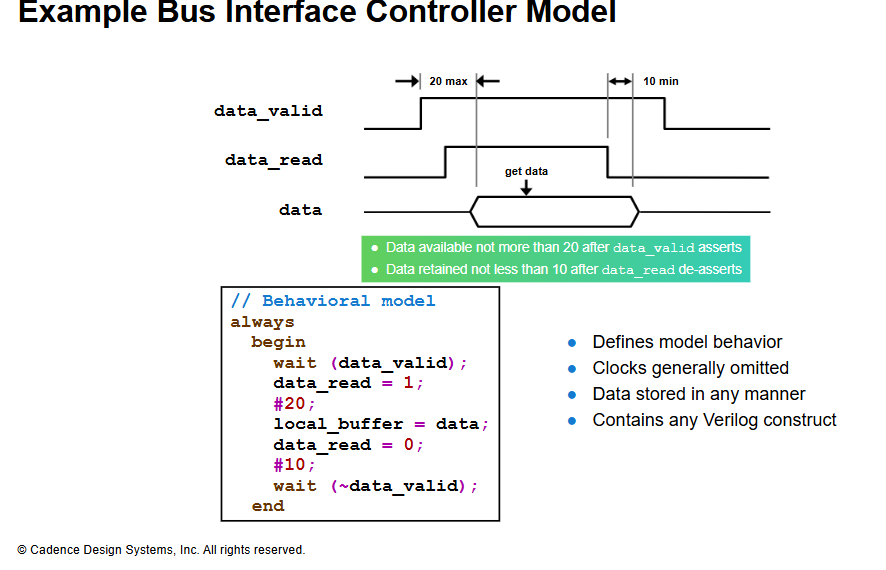 Example Bus Interface Controller Model
20 max
10 min
data_valid
data_read
get data
data
Data available not more than 20 after data_valid asserts
Data retained not less than 10 after data_read de-asserts
// Behavioral model
always
begin
wait (data_valid);
data_read = 1;
#20;
local_buffer = data;
data_read = 0;
#10;
wait (~data_valid);
end
Defines model behavior
Clocks generally omitted
Data stored in any manner
Contains any Verilog construct
© Cadence Design Systems, Inc. All rights reserved.